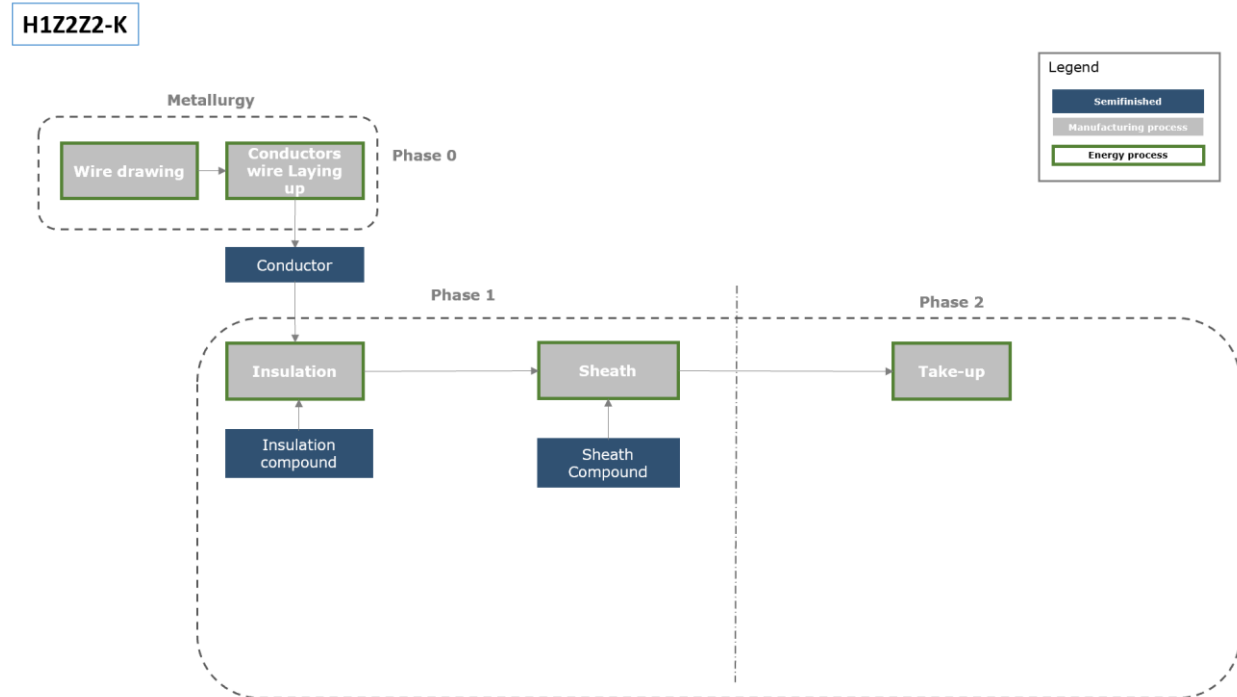 H1Z2Z2-K
Legend
Semifinished
Manufacturing process
Energy process
Metallurgy
Phase 0
Wire drawing
Conductors
wire Laying
up
Conductor
Phase 1
Phase 2
Insulation
Sheath
Take-up
Insulation
compound
Sheath
Compound